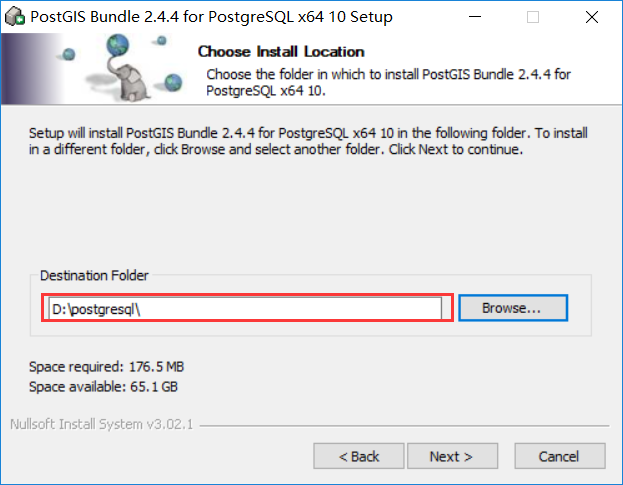 PostGIS Bundle 2.4.4 for PostgreSQL x64 10 Setup
Choose Install Location
Choose the folder in which to install PostGIS Bundle 2.4.4 for
PostgreSQL x64 10.
Setup will install PostGIS Bundle 2.4.4 for PostgreSQL x64 10 in the following folder. To install
in a different folder, click Browse and select another folder. Click Next to continue.
Destination Folder
D:\postgresql\
Browse...
Space required: 176.5 MB
Space available: 65.1 GB
Nullsoft Install System v3.02.1
< Back
Next >
Cancel